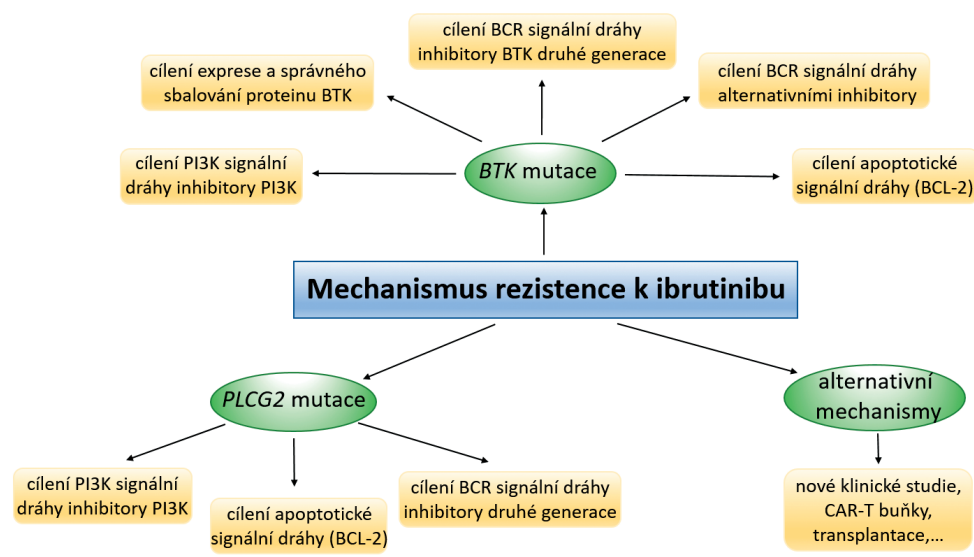 cílení BCR signální dráhy
inhibitory BTK druhé generace
cílení exprese a správného
sbalování proteinu BTK
cílení BCR signální dráhy
alternativními inhibitory
cílení PI3K signální
dráhy inhibitory PI3K
BTK mutace
cílení apoptotické
signální dráhy (BCL-2)
Mechanismus rezistence k ibrutinibu
PLCG2 mutace
alternativní
mechanismy
cílení PI3K signální
dráhy inhibitory PI3K
cílení apoptotické
signální dráhy (BCL-2)
cílení BCR signální dráhy
inhibitory druhé generace
nové klinické studie,
CAR-T buňky,
transplantace,...